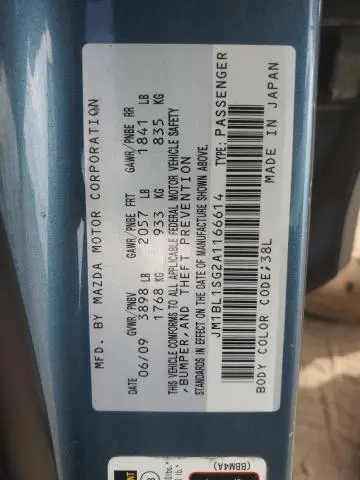 MFD. BY MAZDA MOTOR CORPORATION
GVWR/PNBV GAWR/PNBE FRT GAWR/PNBE RR
DATE 3898 LB 2057 LB 1841 LB
06/09 1768 KG 933 KG 835 KG
THIS VEHICLE CONFORMS TO ALL APPLICABLE FEDERAL MOTOR VEHICLE SAFETY
, BUMPER, AND THEFT PREVENTION
STANDARDS IN EFFECT ON THE DATE OF MANUFACTURE SHOWN ABOVE.
JM1BL1SG2A1166614 TYPE: PASSENGER
BODY COLOR CODE:38L MADE IN JAPAN
(BBM4A)